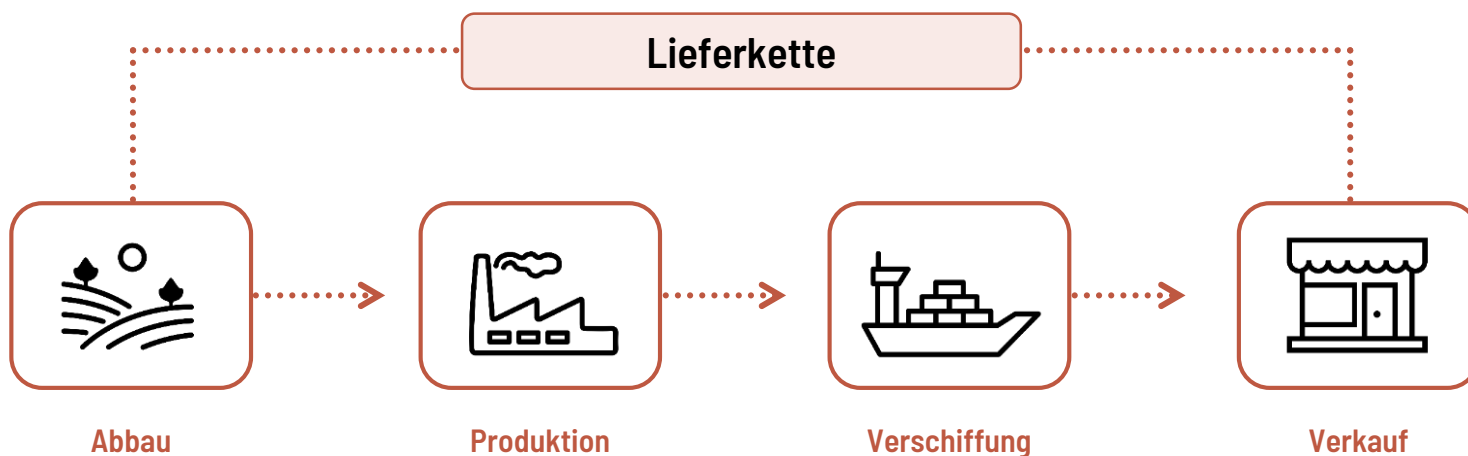 Lieferkette
Abbau
Produktion
Verschiffung
Verkauf